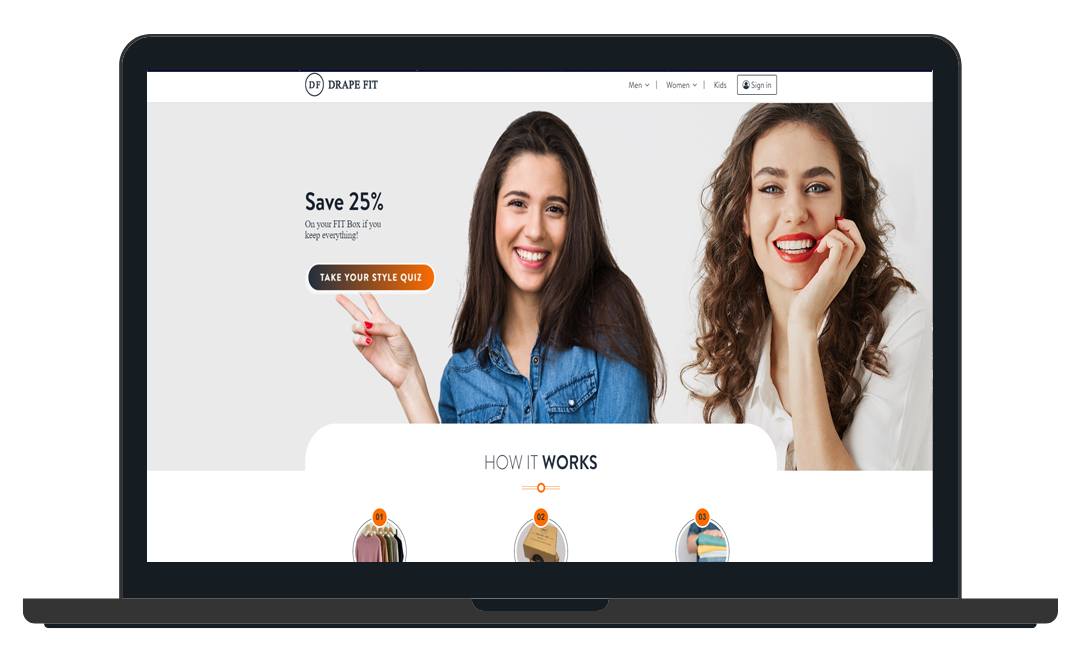 DF DRAPE FIT
Men | Women | Kids Sign in
Save 25%
On your FIT Box if you
keep everything!
TAKE YOUR STYLE QUIZ
HOW IT WORKS
01 02 03